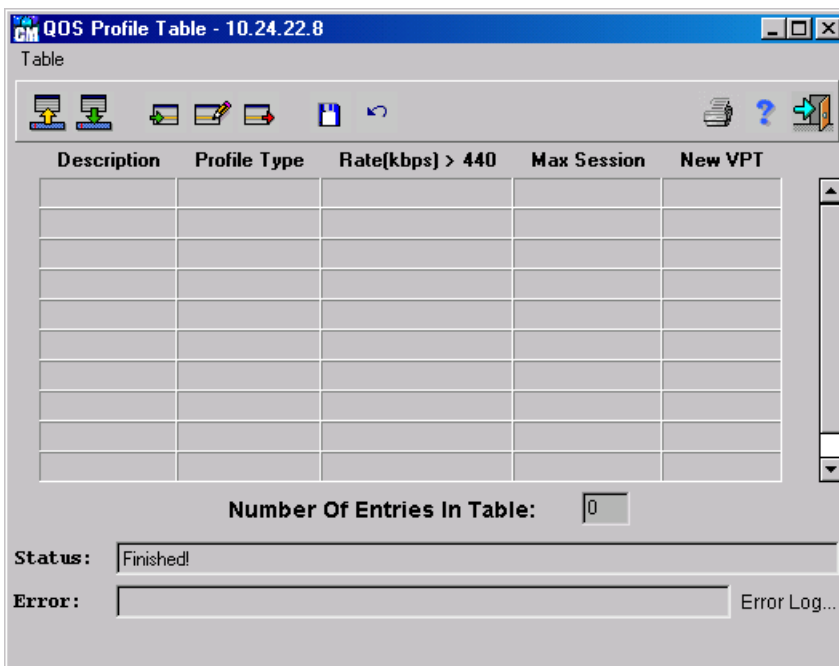 CM QOS Profile Table - 10.24.22.8
Table
?
Description Profile Type Rate(kbps) > 440 Max Session New VPT
Number Of Entries In Table: 0
Status: Finished!
Error: Error Log...